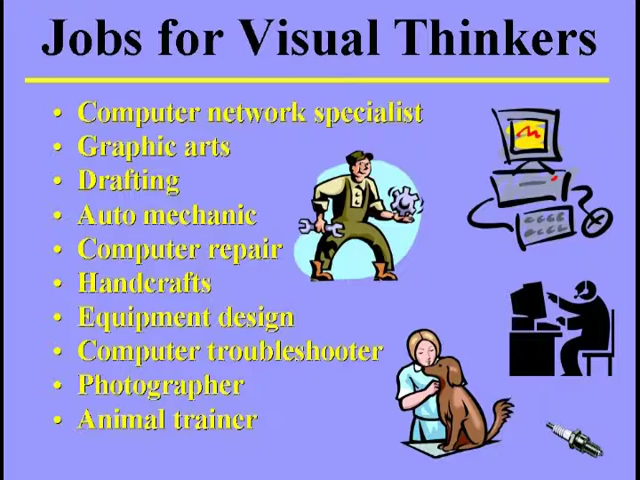 Jobs for Visual Thinkers
• Computer network specialist
• Graphic arts
• Drafting
• Auto mechanic
• Computer repair
• Handcrafts
• Equipment design
• Computer troubleshooter
• Photographer
• Animal trainer